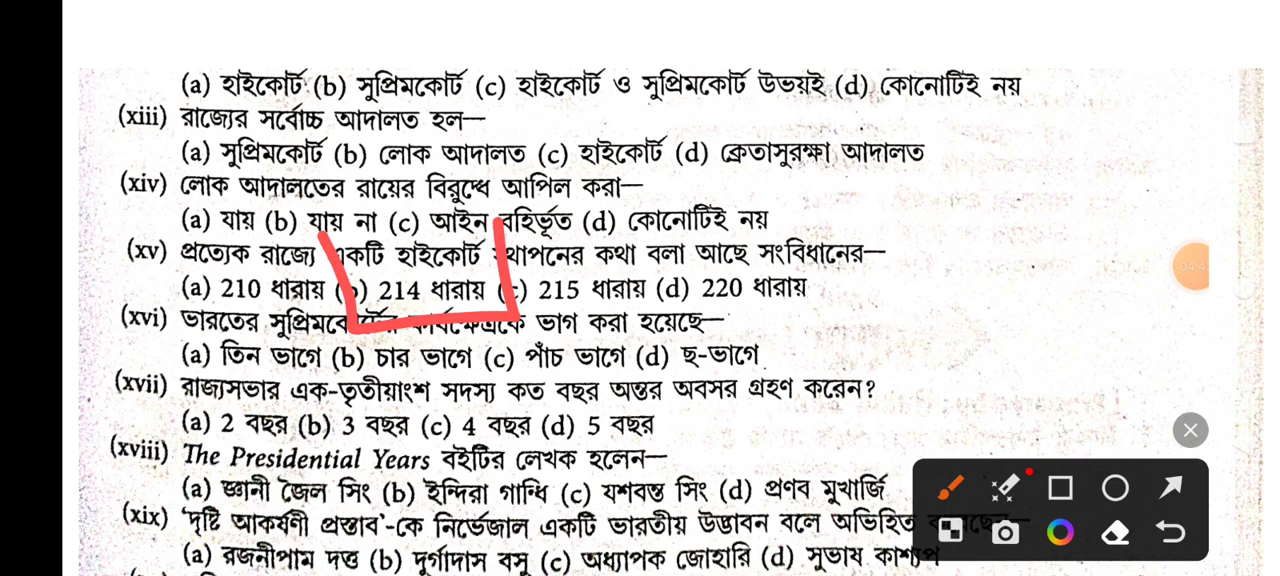 (a) হাইকোর্ট (b) সুপ্রিমকোর্ট (c) হাইকোর্ট ও সুপ্রিমকোর্ট উভয়ই (d) কোনোটিই নয়
(xiii) রাজ্যের সর্বোচ্চ আদালত হল—
(a) সুপ্রিমকোর্ট (b) লোক আদালত (c) হাইকোর্ট (d) ক্রেতাসুরক্ষা আদালত
(xiv) লোক আদালতের রায়ের বিরুদ্ধে আপিল করা—
(a) যায় (b) যায় না (c) আইন বহির্ভূত (d) কোনোটিই নয়
(xv) প্রত্যেক রাজ্যে একটি হাইকোর্ট স্থাপনের কথা বলা আছে সংবিধানের—
(a) 210 ধারায় (b) 214 ধারায় (c) 215 ধারায় (d) 220 ধারায়
(xvi) ভারতের সুপ্রিমকোর্টের কার্যক্ষেত্রকে ভাগ করা হয়েছে—
(a) তিন ভাগে (b) চার ভাগে (c) পাঁচ ভাগে (d) ছ-ভাগে
(xvii) রাজ্যসভার এক-তৃতীয়াংশ সদস্য কত বছর অন্তর অবসর গ্রহণ করেন?
(a) 2 বছর (b) 3 বছর (c) 4 বছর (d) 5 বছর
(xviii) The Presidential Years বইটির লেখক হলেন—
(a) জ্ঞানী জৈল সিং (b) ইন্দিরা গান্ধি (c) যশবন্ত সিং (d) প্রণব মুখার্জি
(xix) 'দৃষ্টি আকর্ষণী প্রস্তাব'-কে নির্ভেজাল একটি ভারতীয় উদ্ভাবন বলে অভিহিত
(a) রজনীপাম দত্ত (b) দুর্গাদাস বসু (c) অধ্যাপক জোহারি (d) সুভাষ কাশ্যপ